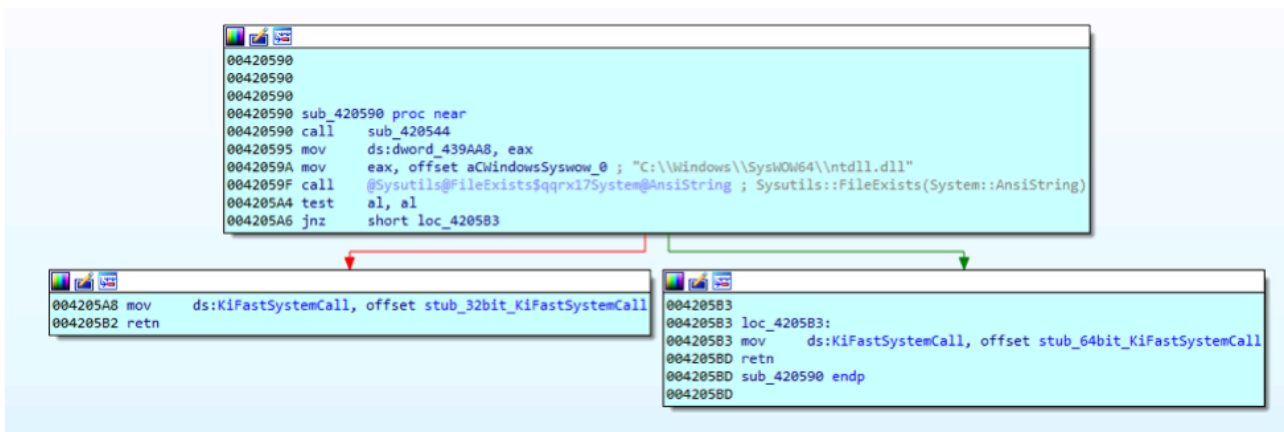 00420590
00420590
00420590
00420590 sub_420590 proc near
00420590 call sub_420544
00420595 mov ds:dword_439AA8, eax
0042059A mov eax, offset aCWindowsSyswow_0 ; "C:\\Windows\\SysWOW64\\ntdll.dll"
0042059F call @Sysutils@FileExists$qqrx17System@AnsiString ; Sysutils::FileExists(System::AnsiString)
004205A4 test al, al
004205A6 jnz short loc_4205B3
004205A8 mov ds:KiFastSystemCall, offset stub_32bit_KiFastSystemCall
004205B2 retn
004205B3
004205B3 loc_4205B3:
004205B3 mov ds:KiFastSystemCall, offset stub_64bit_KiFastSystemCall
004205BD retn
004205BD sub_420590 endp
004205BD